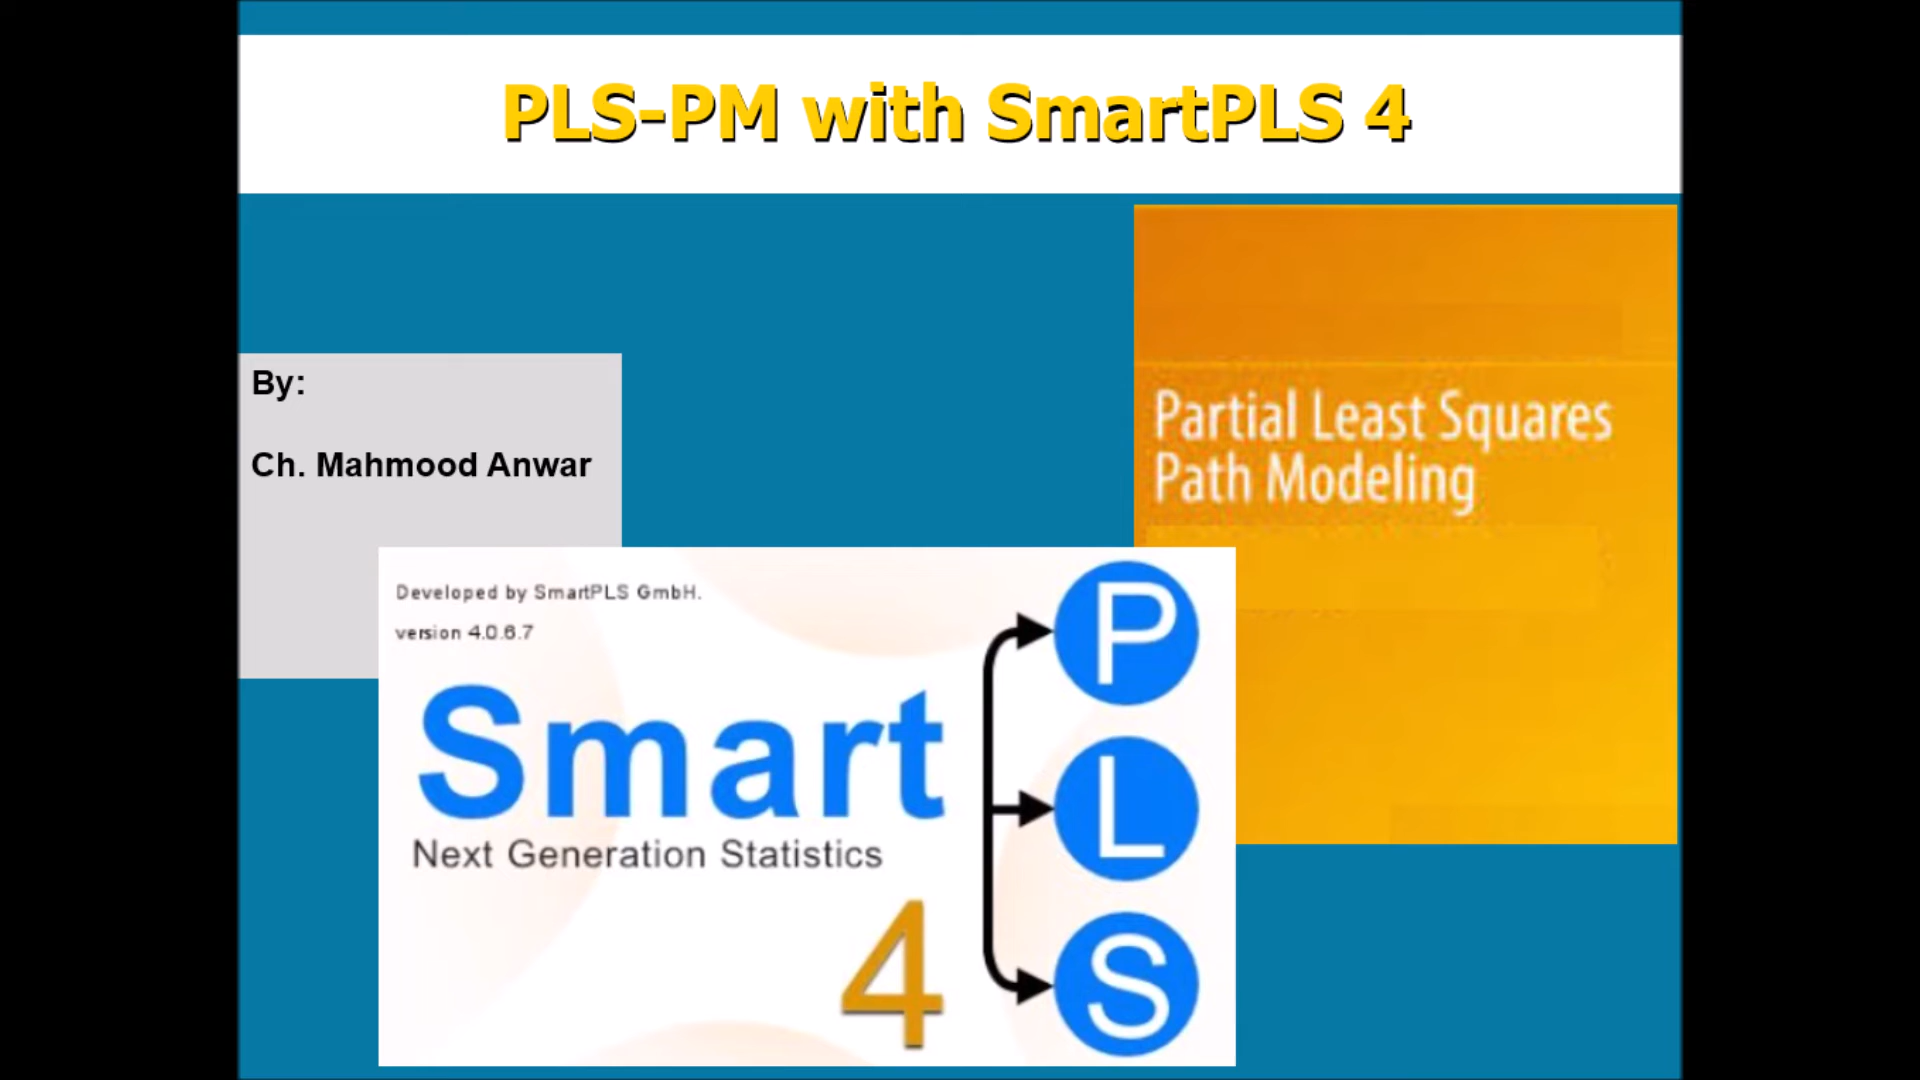 PLS-PM with SmartPLS 4
By:
Ch. Mahmood Anwar
Partial Least Squares
Path Modeling
Developed by SmartPLS GmbH.
version 4.0.6.7
Smart
Next Generation Statistics
4
P
L
S